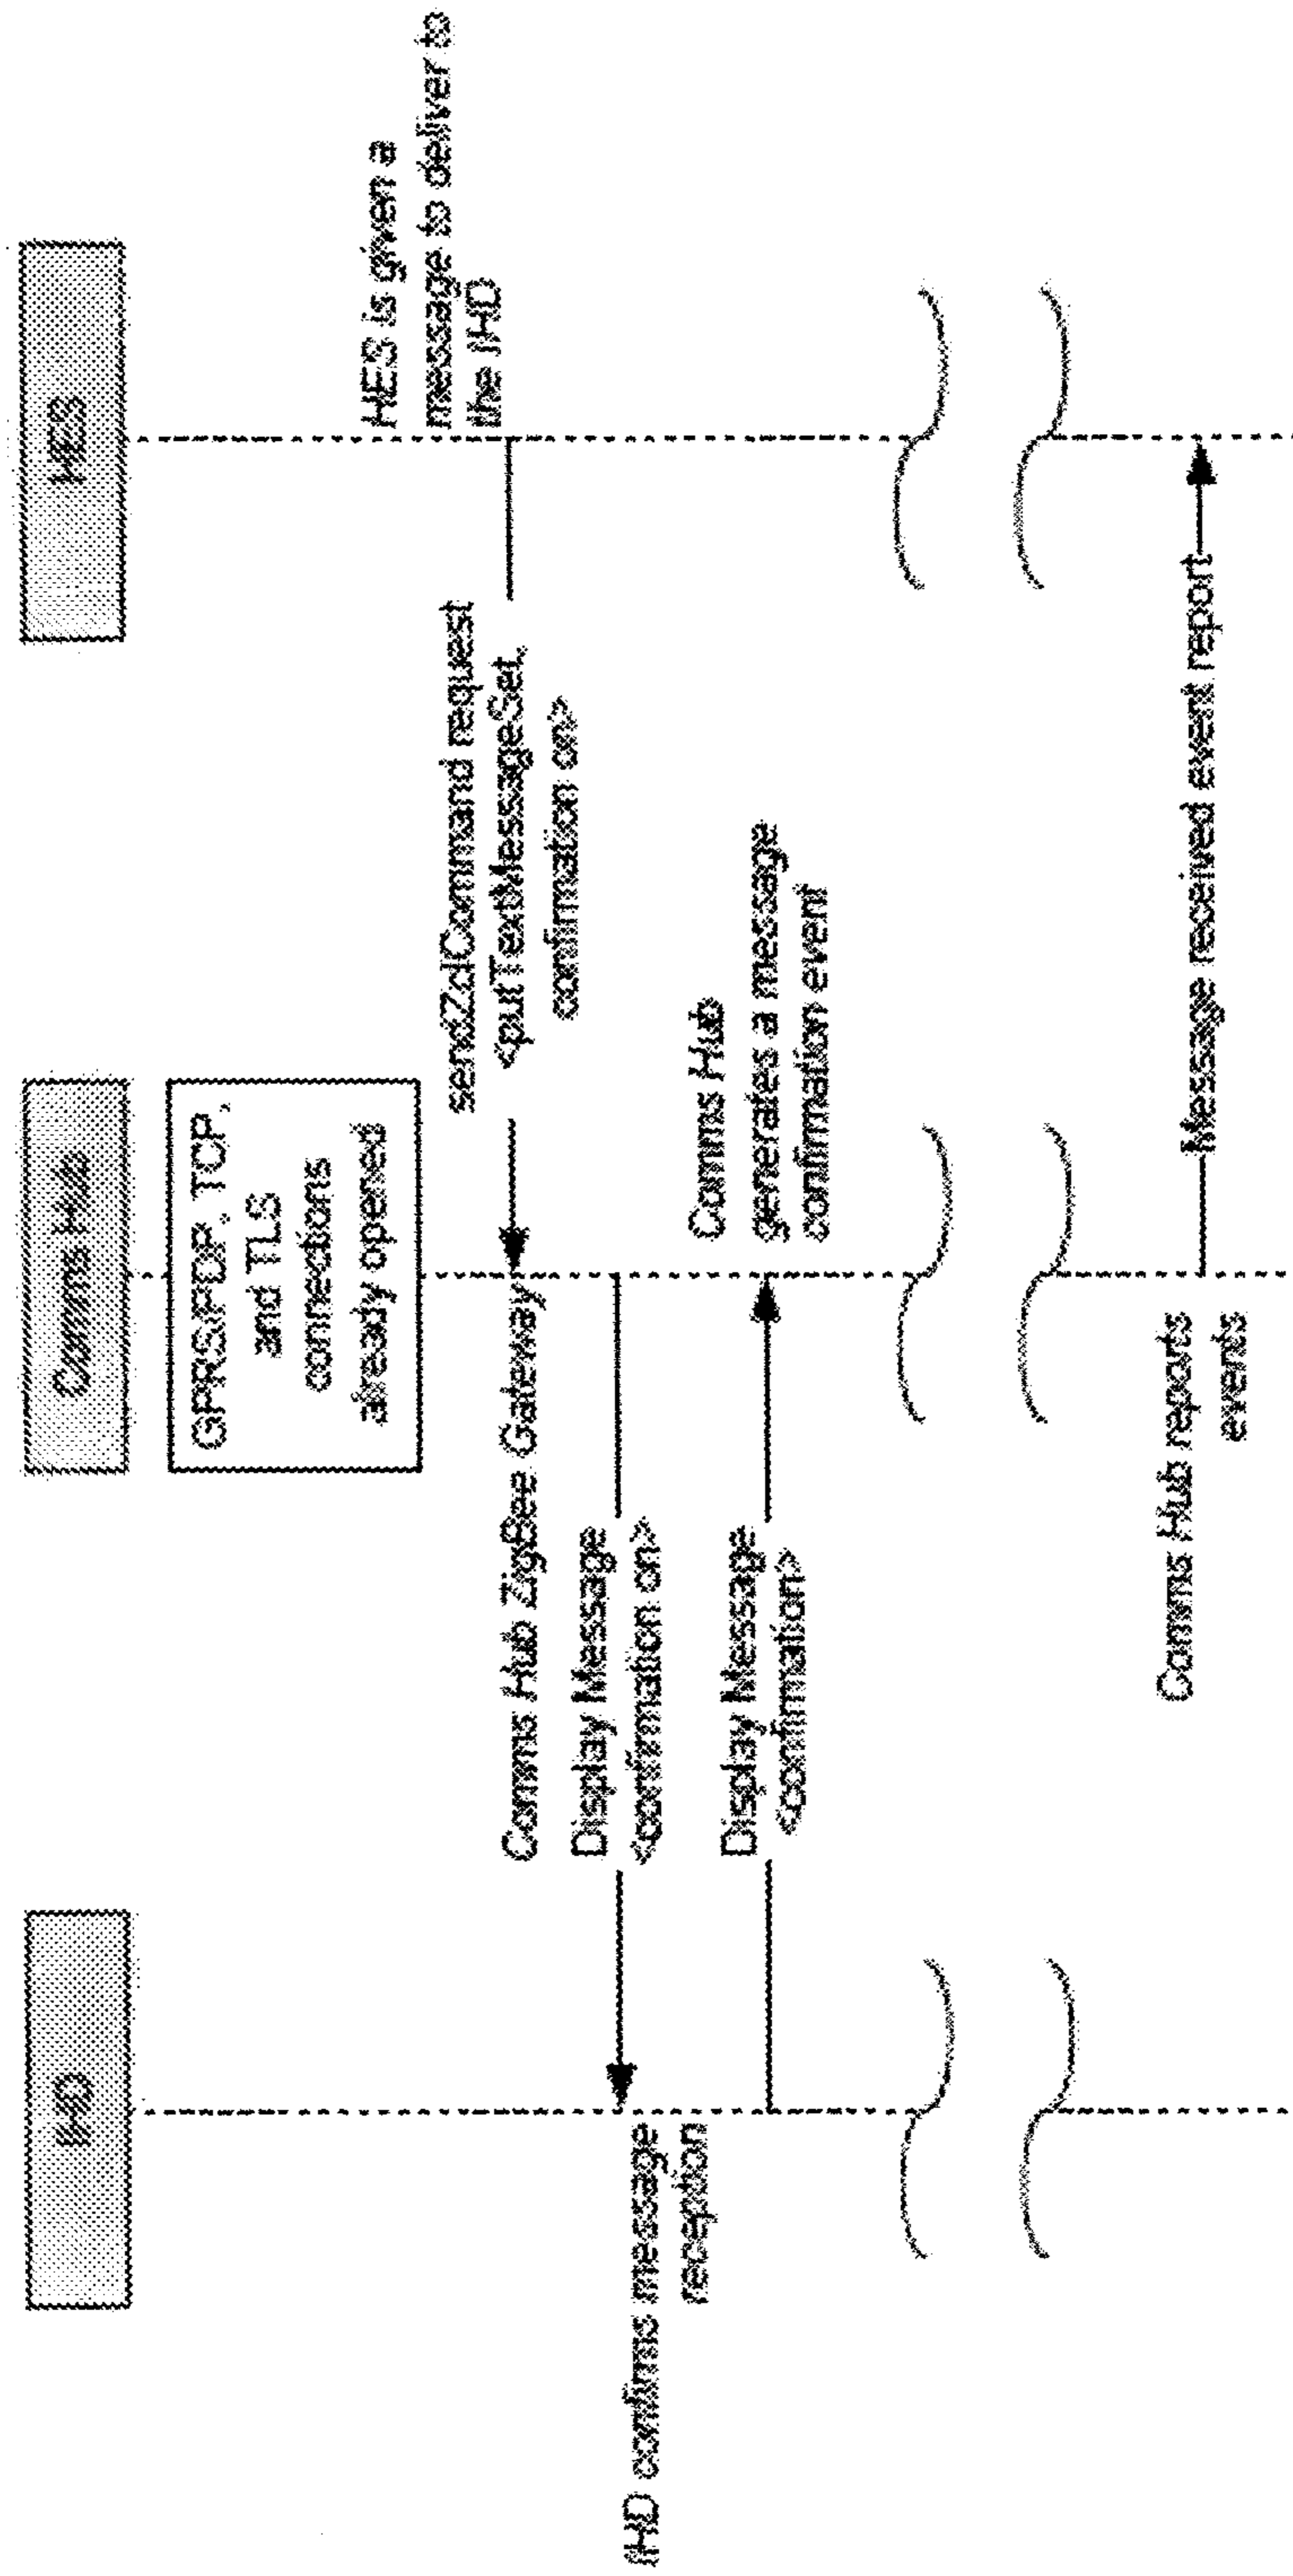 IHD
Comms Hub
HES
GPRS/PDP, TCP,
and TLS
connections
already opened
HES is given a
message to deliver to
the IHD
sendZclCommand request
<putTextMessageSet,
confirmation on>
Comms Hub ZigBee Gateway
Display Message
<confirmation on>
IHD confirms message
reception
Display Message
<confirmation>
Comms Hub
generates a message
confirmation event
Comms Hub reports
events
Message received event report